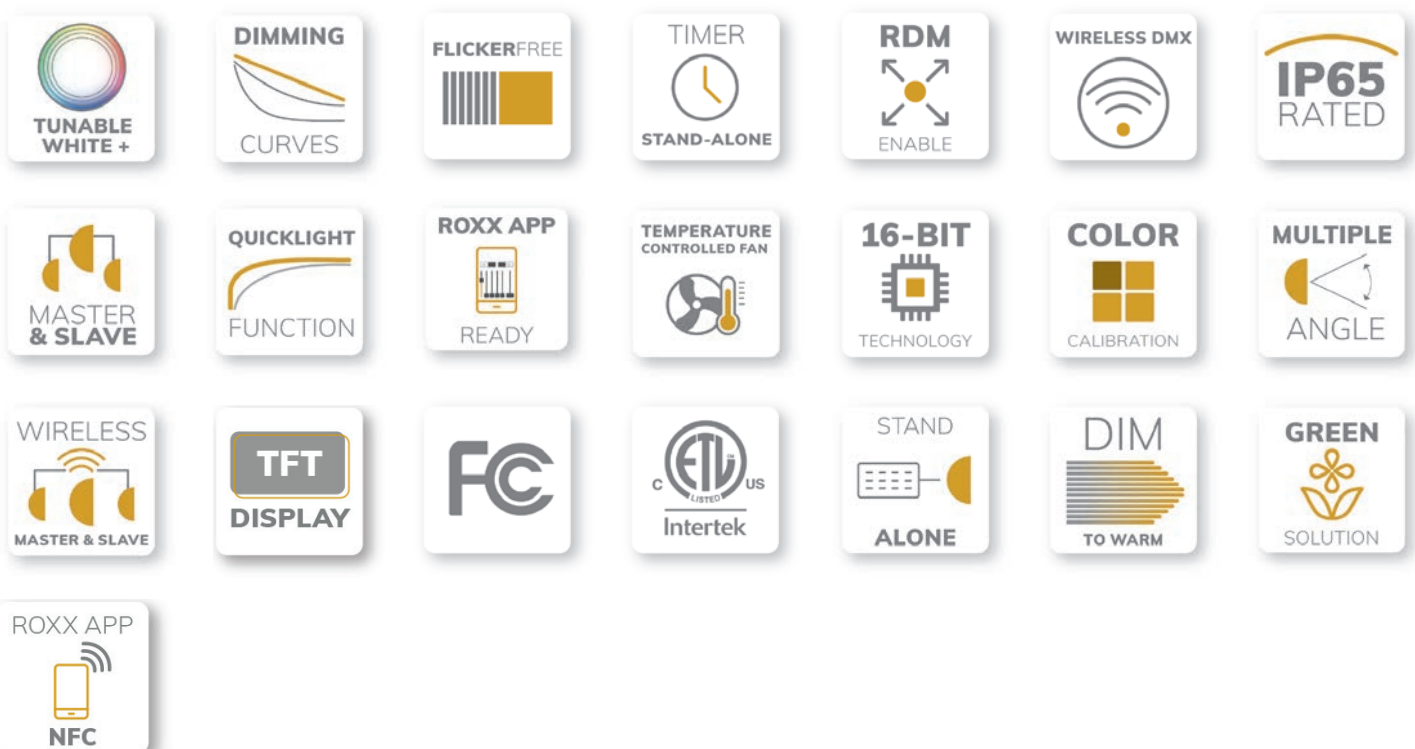 TUNABLE
WHITE +
DIMMING
CURVES
FLICKERFREE
TIMER
STAND-ALONE
RDM
ENABLE
WIRELESS DMX
IP65
RATED
MASTER
& SLAVE
QUICKLIGHT
FUNCTION
ROXX APP
READY
TEMPERATURE
CONTROLLED FAN
16-BIT
TECHNOLOGY
COLOR
CALIBRATION
MULTIPLE
ANGLE
WIRELESS
MASTER & SLAVE
TFT
DISPLAY
FC
ETL
C
US
LISTED
Intertek
STAND
ALONE
DIM
TO WARM
GREEN
SOLUTION
ROXX APP
NFC